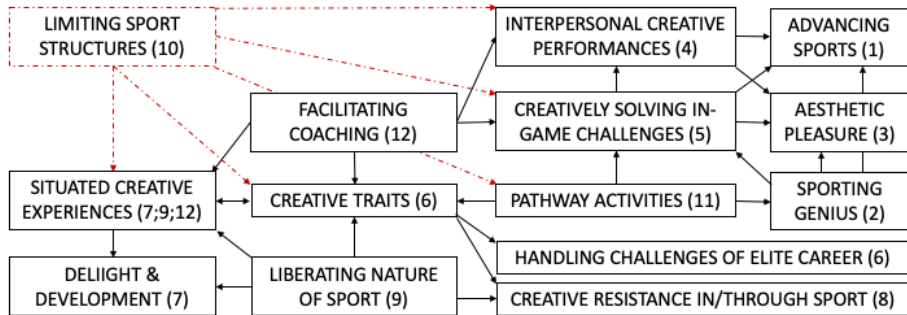 LIMITING SPORT
STRUCTURES (10)
INTERPERSONAL CREATIVE
PERFORMANCES (4)
ADVANCING
SPORTS (1)
FACILITATING
COACHING (12)
CREATIVELY SOLVING IN-
GAME CHALLENGES (5)
AESTHETIC
PLEASURE (3)
SITUATED CREATIVE
EXPERIENCES (7;9;12)
CREATIVE TRAITS (6)
PATHWAY ACTIVITIES (11)
SPORTING
GENIUS (2)
HANDLING CHALLENGES OF ELITE CAREER (6)
DELIIGHT &
DEVELOPMENT (7)
LIBERATING NATURE
OF SPORT (9)
CREATIVE RESISTANCE IN/THROUGH SPORT (8)